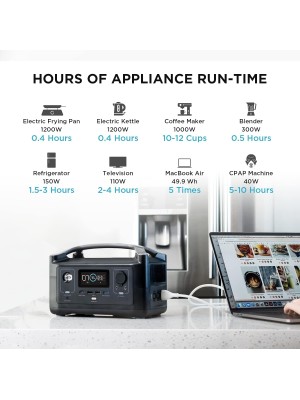 HOURS OF APPLIANCE RUN-TIME
Electric Frying Pan
1200W
0.4 Hours
Electric Kettle
1200W
0.4 Hours
Coffee Maker
1000W
10-12 Cups
Blender
300W
0.5 Hours
Refrigerator
150W
1.5-3 Hours
Television
110W
2-4 Hours
MacBook Air
49.9 Wh
5 Times
CPAP Machine
40W
5-10 Hours